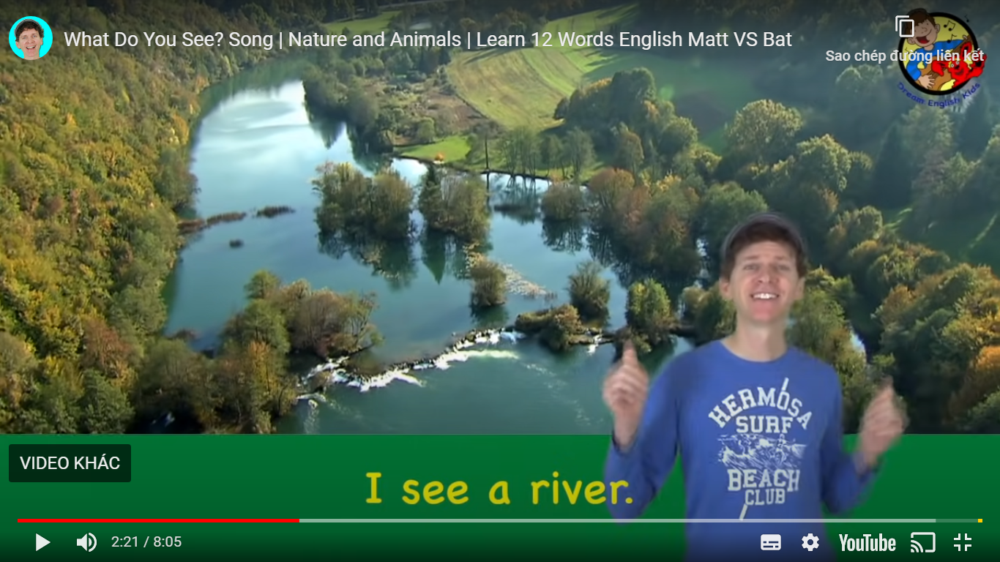 What Do You See? Song | Nature and Animals | Learn 12 Words English Matt VS Bat
Sao chép đường liên kết
Dream English Kids
HERMOSA
SURF
BEACH
CLUB
VIDEO KHÁC
I see a river.
2:21 / 8:05
YouTube